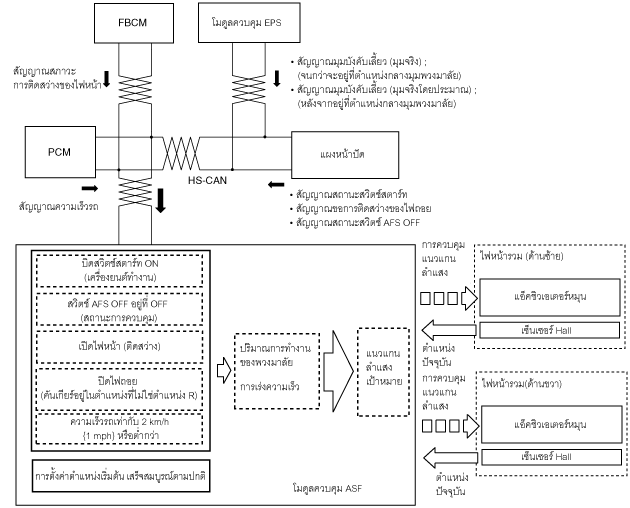 FBCM
โมดูลควบคุม EPS
สัญญาณสภาวะ
การติดสว่างของไฟหน้า
• สัญญาณมุมบังคับเลี้ยว (มุมจริง) ;
(จนกว่าจะอยู่ที่ตำแหน่งกลางมุมพวงมาลัย)
• สัญญาณมุมบังคับเลี้ยว (มุมจริงโดยประมาณ) ;
(หลังจากอยู่ที่ตำแหน่งกลางมุมพวงมาลัย)
PCM
แผงหน้าปัด
HS-CAN
สัญญาณความเร็วรถ
• สัญญาณสถานะสวิตช์สตาร์ท
• สัญญาณขอการติดสว่างของไฟถอย
• สัญญาณสถานะสวิตช์ AFS OFF
บิดสวิตช์สตาร์ท ON
(เครื่องยนต์ทำงาน)
สวิตช์ AFS OFF อยู่ที่ OFF
(สถานะการควบคุม)
เปิดไฟหน้า (ติดสว่าง)
ปิดไฟถอย
(คันเกียร์อยู่ในตำแหน่งที่ไม่ใช่ตำแหน่ง R)
ความเร็วรถเท่ากับ 2 km/h
{1 mph} หรือต่ำกว่า
การตั้งค่าตำแหน่งเริ่มต้น เสร็จสมบูรณ์ตามปกติ
ปริมาณการทำงาน
ของพวงมาลัย
การเร่งความเร็ว
แนวแกน
ลำแสง
เป้าหมาย
โมดูลควบคุม ASF
การควบคุม
แนวแกน
ลำแสง
ไฟหน้ารวม (ด้านซ้าย)
แอ็คชิวเอเตอร์หมุน
เซ็นเซอร์ Hall
ตำแหน่ง
ปัจจุบัน
การควบคุม
แนวแกน
ลำแสง
ไฟหน้ารวม(ด้านขวา)
แอ็คชิวเอเตอร์หมุน
เซ็นเซอร์ Hall
ตำแหน่ง
ปัจจุบัน